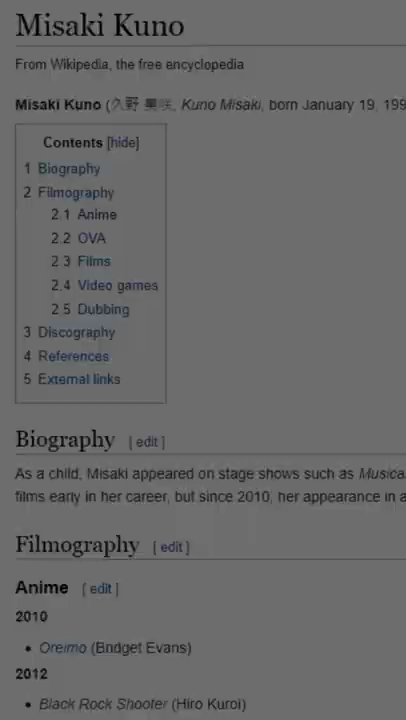 Misaki Kuno
From Wikipedia, the free encyclopedia
Misaki Kuno (久野 美咲, Kuno Misaki, born January 19, 199
Contents [hide]
1 Biography
2 Filmography
2.1 Anime
2.2 OVA
2.3 Films
2.4 Video games
2.5 Dubbing
3 Discography
4 References
5 External links
Biography [ edit ]
As a child, Misaki appeared on stage shows such as Musica
films early in her career, but since 2010, her appearance in a
Filmography [ edit ]
Anime [ edit ]
2010
• Oreimo (Bridget Evans)
2012
• Black Rock Shooter (Hiro Kuroi)